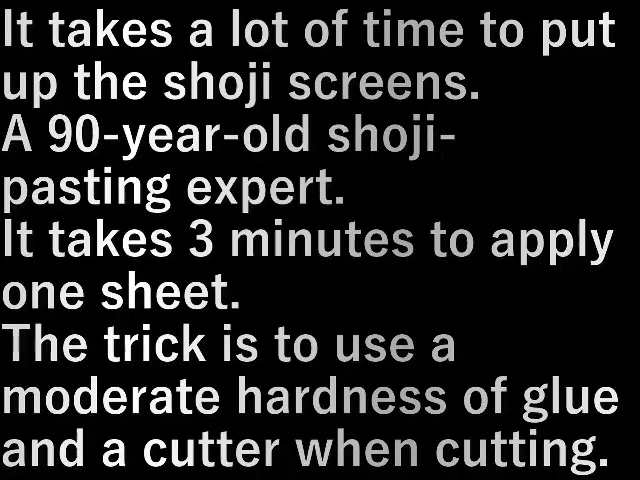 It takes a lot of time to put
up the shoji screens.
A 90-year-old shoji-
pasting expert.
It takes 3 minutes to apply
one sheet.
The trick is to use a
moderate hardness of glue
and a cutter when cutting.